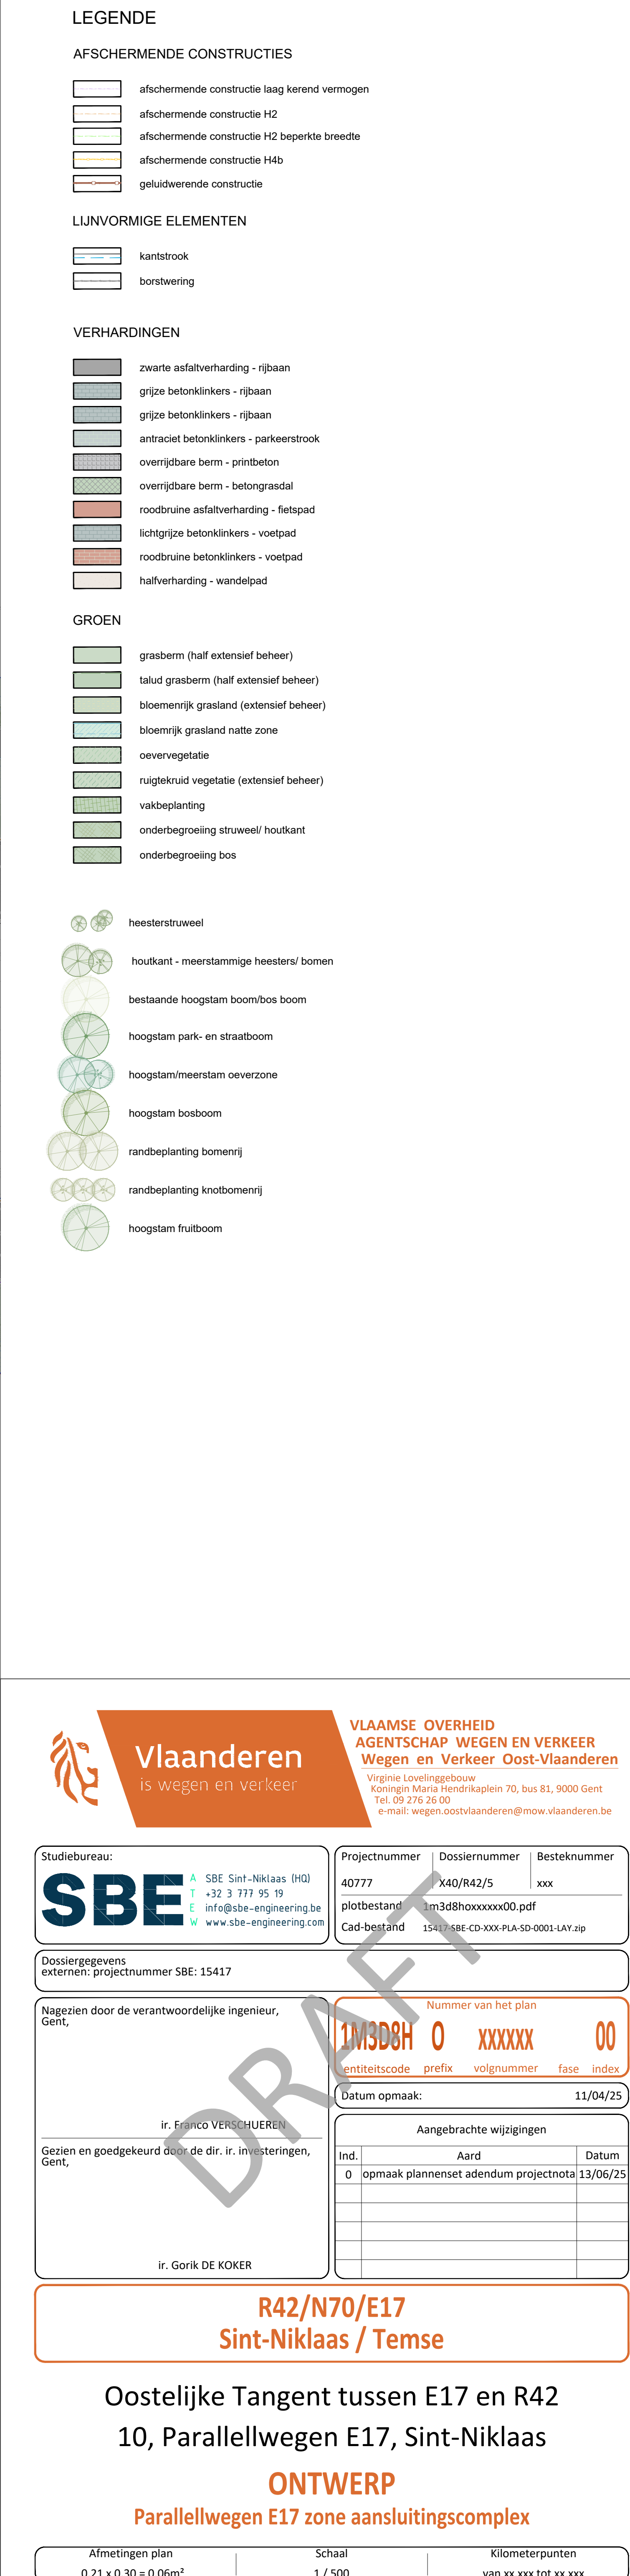 LEGENDE
AFSCHERMENDE CONSTRUCTIES
afschermende constructie laag kerend vermogen
afschermende constructie H2
afschermende constructie H2 beperkte breedte
afschermende constructie H4b
geluidwerende constructie
LIJNVORMIGE ELEMENTEN
kantstrook
borstwering
VERHARDINGEN
zwarte asfaltverharding - rijbaan
grijze betonklinkers - rijbaan
grijze betonklinkers - rijbaan
antraciet betonklinkers - parkeerstrook
overrijdbare berm - printbeton
overrijdbare berm - betongrasdal
roodbruine asfaltverharding - fietspad
lichtgrijze betonklinkers - voetpad
roodbruine betonklinkers - voetpad
halfverharding - wandelpad
GROEN
grasberm (half extensief beheer)
talud grasberm (half extensief beheer)
bloemenrijk grasland (extensief beheer)
bloemrijk grasland natte zone
oevervegetatie
ruigtekruid vegetatie (extensief beheer)
vakbeplanting
onderbegroeiing struweel/ houtkant
onderbegroeiing bos
heesterstruweel
houtkant - meerstammige heesters/ bomen
bestaande hoogstam boom/bos boom
hoogstam park- en straatboom
hoogstam/meerstam oeverzone
hoogstam bosboom
randbeplanting bomenrij
randbeplanting knotbomenrij
hoogstam fruitboom
Vlaanderen
is wegen en verkeer
VLAAMSE OVERHEID
AGENTSCHAP WEGEN EN VERKEER
Wegen en Verkeer Oost-Vlaanderen
Virginie Lovelinggebouw
Koningin Maria Hendrikaplein 70, bus 81, 9000 Gent
Tel. 09 276 26 00
e-mail: wegen.oostvlaanderen@mow.vlaanderen.be
Studiebureau:
SBE
A SBE Sint-Niklaas (HQ)
T +32 3 777 95 19
E info@sbe-engineering.be
W www.sbe-engineering.com
Projectnummer Dossiernummer Besteknummer
40777 X40/R42/5 xxx
plotbestand 1m3d8hoxxxxxx00.pdf
Cad-bestand 15417-SBE-CD-XXX-PLA-SD-0001-LAY.zip
Dossiergegevens
externen: projectnummer SBE: 15417
Nagezien door de verantwoordelijke ingenieur,
Gent,
ir. Franco VERSCHUEREN
Gezien en goedgekeurd door de dir. ir. investeringen,
Gent,
ir. Gorik DE KOKER
Nummer van het plan
1M3D8H O xxxxxx 00
entiteitscode prefix volgnummer fase index
Datum opmaak: 11/04/25
Aangebrachte wijzigingen
Ind. Aard Datum
0 opmaak plannenset adendum projectnota 13/06/25
DRAFT
R42/N70/E17
Sint-Niklaas / Temse
Oostelijke Tangent tussen E17 en R42
10, Parallellwegen E17, Sint-Niklaas
ONTWERP
Parallellwegen E17 zone aansluitingscomplex
Afmetingen plan Schaal Kilometerpunten
0.21 x 0.30 = 0.06m² 1 / 500 van xx.xxx tot xx.xxx